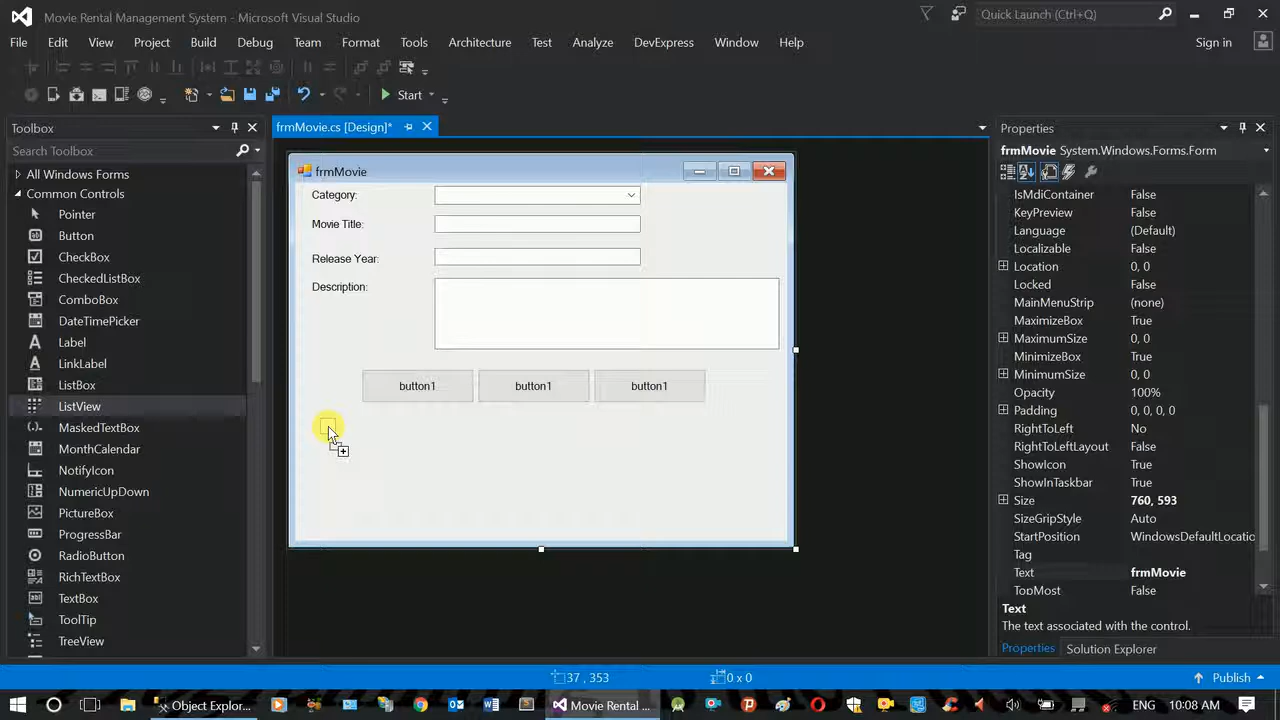 Movie Rental Management System - Microsoft Visual Studio
Quick Launch (Ctrl+Q)
File Edit View Project Build Debug Team Format Tools Architecture Test Analyze DevExpress Window Help
Sign in
Start
Toolbox
Search Toolbox
All Windows Forms
Common Controls
Pointer
Button
CheckBox
CheckedListBox
ComboBox
DateTimePicker
Label
LinkLabel
ListBox
ListView
MaskedTextBox
MonthCalendar
NotifyIcon
NumericUpDown
PictureBox
ProgressBar
RadioButton
RichTextBox
TextBox
ToolTip
TreeView
frmMovie.cs [Design]*
frmMovie
Category:
Movie Title:
Release Year:
Description:
button1 button1 button1
Properties
frmMovie System.Windows.Forms.Form
IsMdiContainer False
KeyPreview False
Language (Default)
Localizable False
Location 0, 0
Locked False
MainMenuStrip (none)
MaximizeBox True
MaximumSize 0, 0
MinimizeBox True
MinimumSize 0, 0
Opacity 100%
Padding 0, 0, 0, 0
RightToLeft No
RightToLeftLayout False
ShowIcon True
ShowInTaskbar True
Size 760, 593
SizeGripStyle Auto
StartPosition WindowsDefaultLocatio
Tag
Text frmMovie
TopMost False
Text
The text associated with the control.
Properties Solution Explorer
37 , 353 0 x 0 Publish
Object Explor... Movie Rental ... ENG 10:08 AM